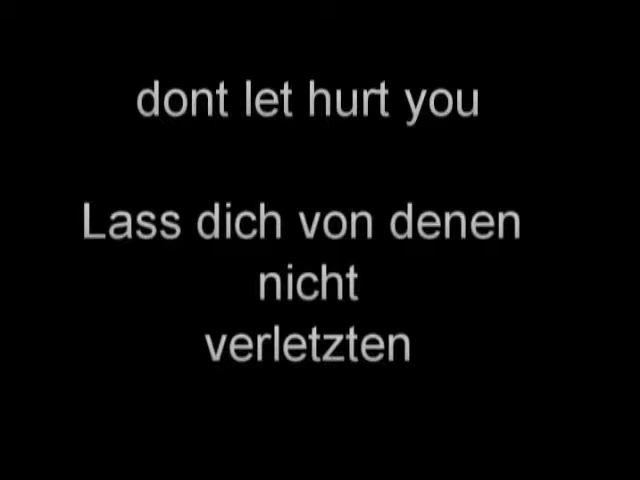 dont let hurt you
Lass dich von denen
nicht
verletzten